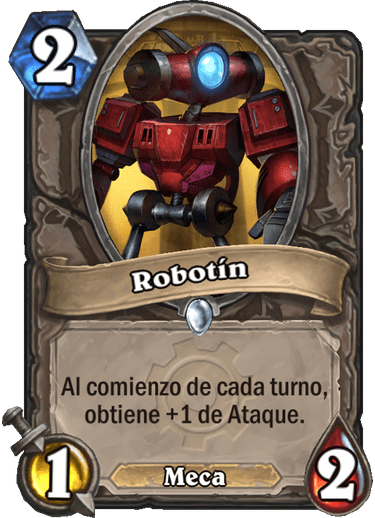 2
Robotín
Al comienzo de cada turno,
obtiene +1 de Ataque.
1
Meca
2